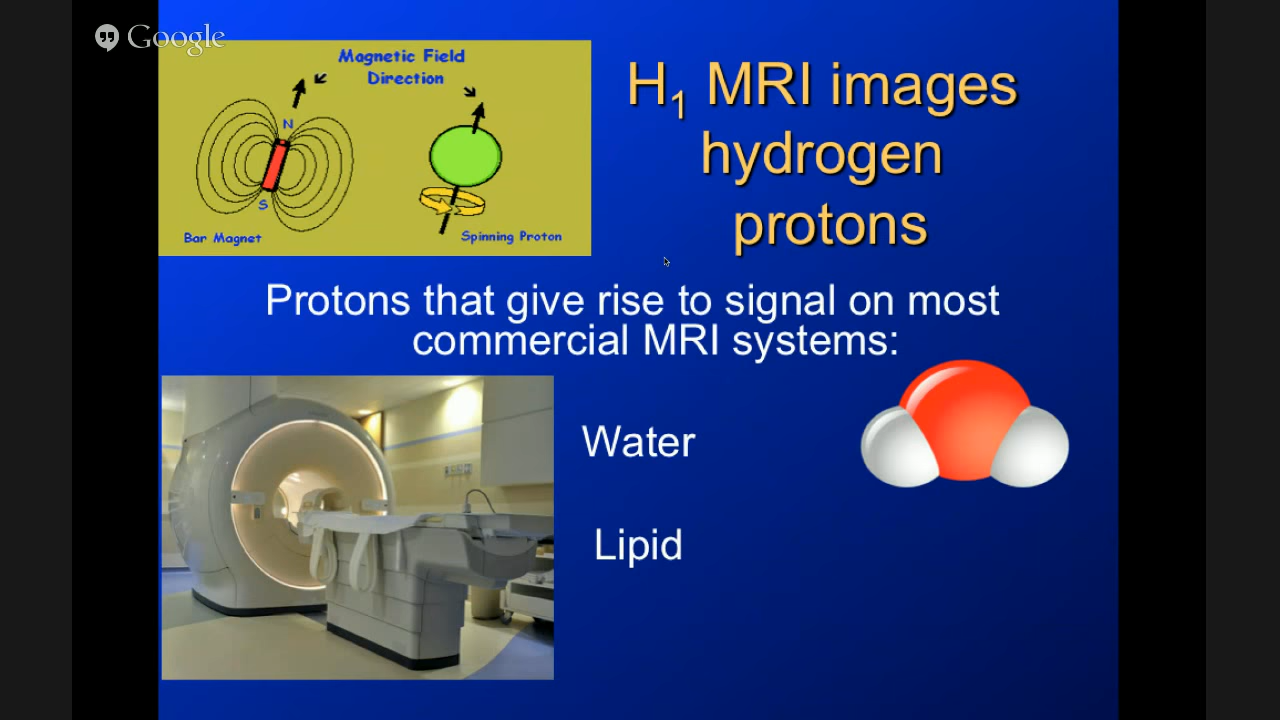 Google
Magnetic Field
Direction
N
S
Bar Magnet
Spinning Proton
H₁ MRI images
hydrogen
protons
Protons that give rise to signal on most
commercial MRI systems:
Water
Lipid